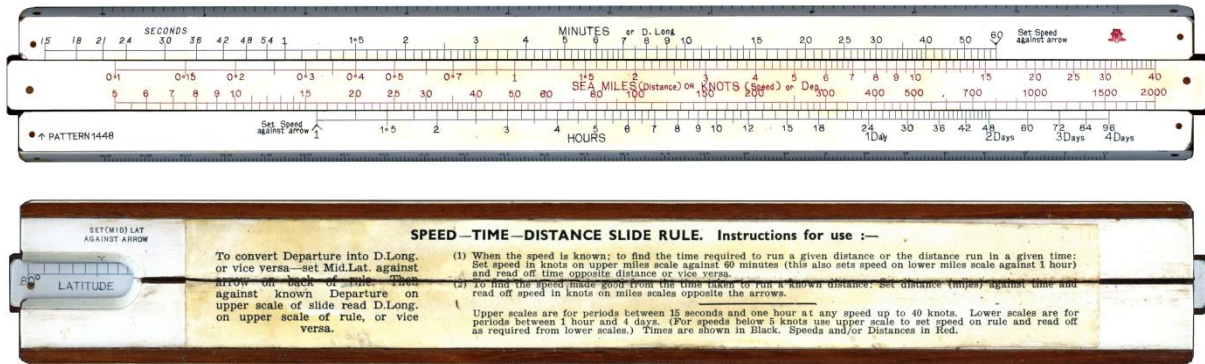 SECONDS MINUTES or D. Long.
15 18 21 24 30 36 42 48 54 1 1•5 2 3 4 5 6 7 8 9 10 15 20 25 30 40 50 60 Set Speed
against arrow
0•1 0•15 0•2 0•3 0•4 0•5 0•7 1 1•5 2 3 4 5 6 7 8 9 10 15 20 25 30 40
SEA MILES (Distance) OR KNOTS (Speed) or Dep.
5 6 7 8 9 10 15 20 25 30 40 50 60 80 100 150 200 300 400 500 700 1000 1500 2000
Set Speed
against arrow
1 1•5 2 3 4 5 6 7 8 9 10 12 15 18 24 30 36 42 48 60 72 84 96
↑ PATTERN 1448 HOURS 1Day 2Days 3Days 4Days
SET(MID) LAT
AGAINST ARROW
80°
LATITUDE
SPEED—TIME—DISTANCE SLIDE RULE. Instructions for use :—
To convert Departure into D.Long.
or vice versa—set Mid.Lat. against
arrow on back of rule. Then
against known Departure on
upper scale of slide read D.Long.
on upper scale of rule, or vice
versa.
(1) When the speed is known; to find the time required to run a given distance or the distance run in a given time:
Set speed in knots on upper miles scale against 60 minutes (this also sets speed on lower miles scale against 1 hour)
and read off time opposite distance or vice versa.
(2) To find the speed made good from the time taken to run a known distance: Set distance (miles) against time and
read off speed in knots on miles scales opposite the arrows.
Upper scales are for periods between 15 seconds and one hour at any speed up to 40 knots. Lower scales are for
periods between 1 hour and 4 days. (For speeds below 5 knots use upper scale to set speed on rule and read off
as required from lower scales.) Times are shown in Black. Speeds and/or Distances in Red.